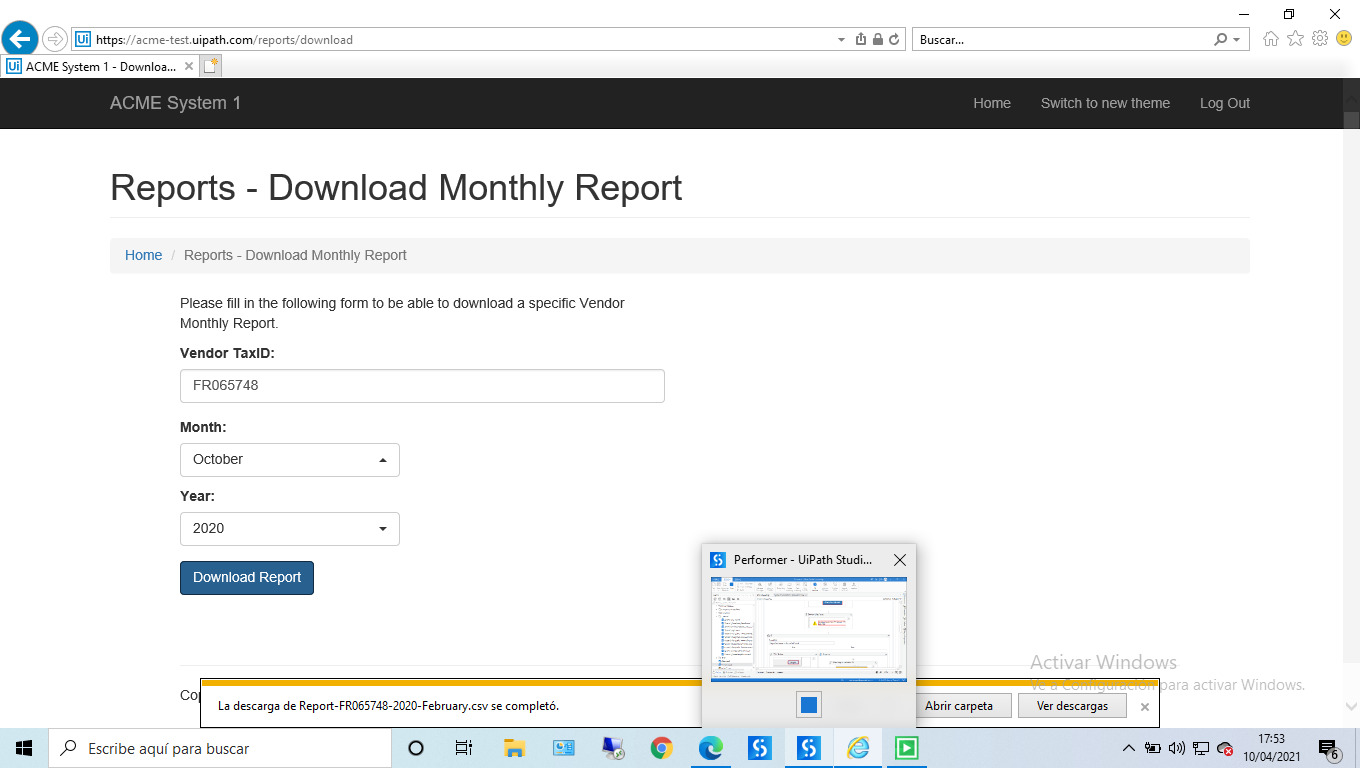 https://acme-test.uipath.com/reports/download
Buscar...
ACME System 1 - Downloa...
ACME System 1
Home
Switch to new theme
Log Out
Reports - Download Monthly Report
Home / Reports - Download Monthly Report
Please fill in the following form to be able to download a specific Vendor
Monthly Report.
Vendor TaxID:
FR065748
Month:
October
Year:
2020
Download Report
Performer - UiPath Studi...
Activar Windows
Ve a Configuración para activar Windows.
La descarga de Report-FR065748-2020-February.csv se completó.
Abrir carpeta
Ver descargas
Escribe aquí para buscar
17:53
10/04/2021
6